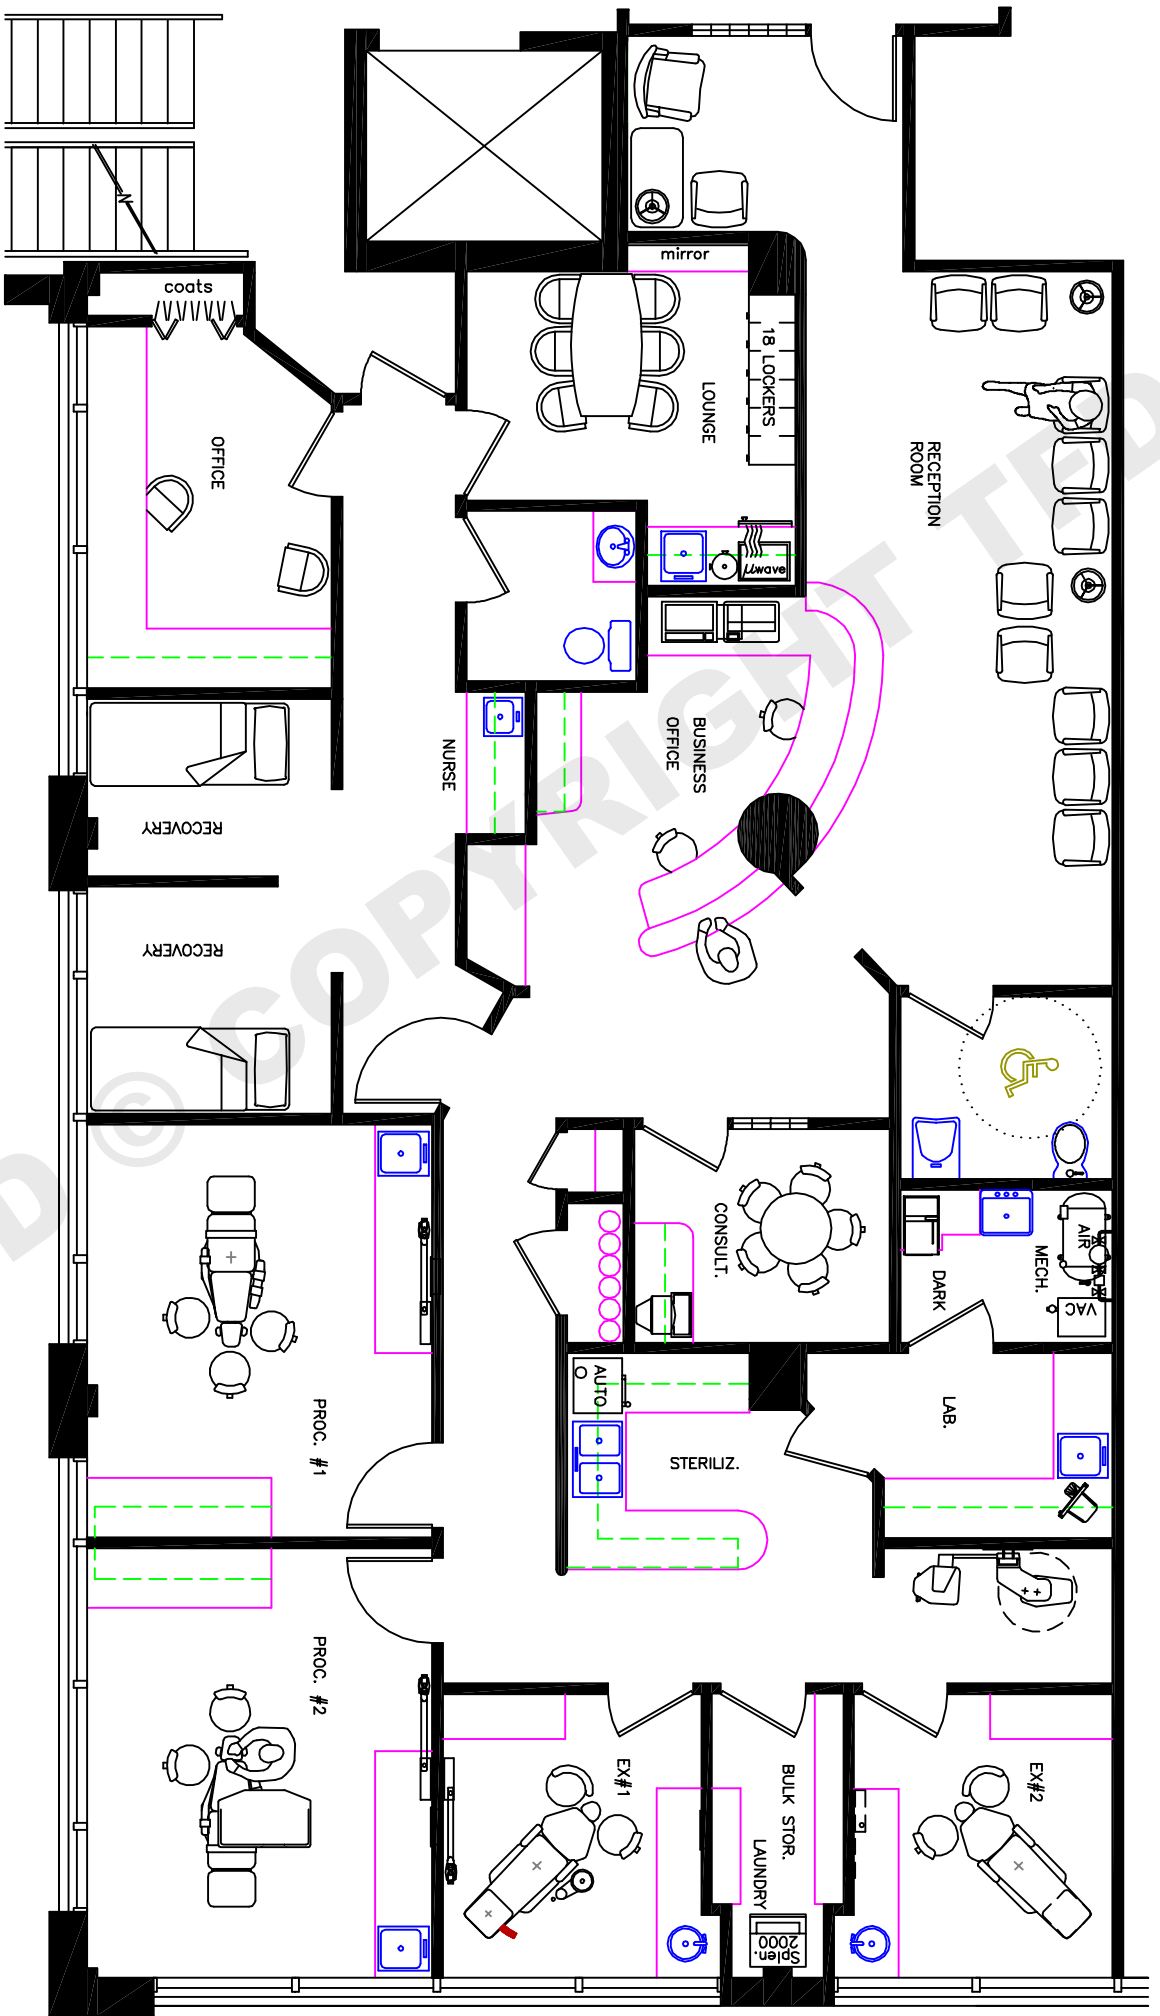 mirror
coats
18 LOCKERS
LOUNGE
OFFICE
RECEPTION
ROOM
µwave
BUSINESS
OFFICE
NURSE
RECOVERY
RECOVERY
CONSULT.
MECH.
AIR
VAC
DARK
AUTO
LAB.
STERILIZ.
PROC. #1
PROC. #2
EX#1
BULK STOR.
LAUNDRY
EX#2
Splen.
2000
D © COPYRIGHT TED
N